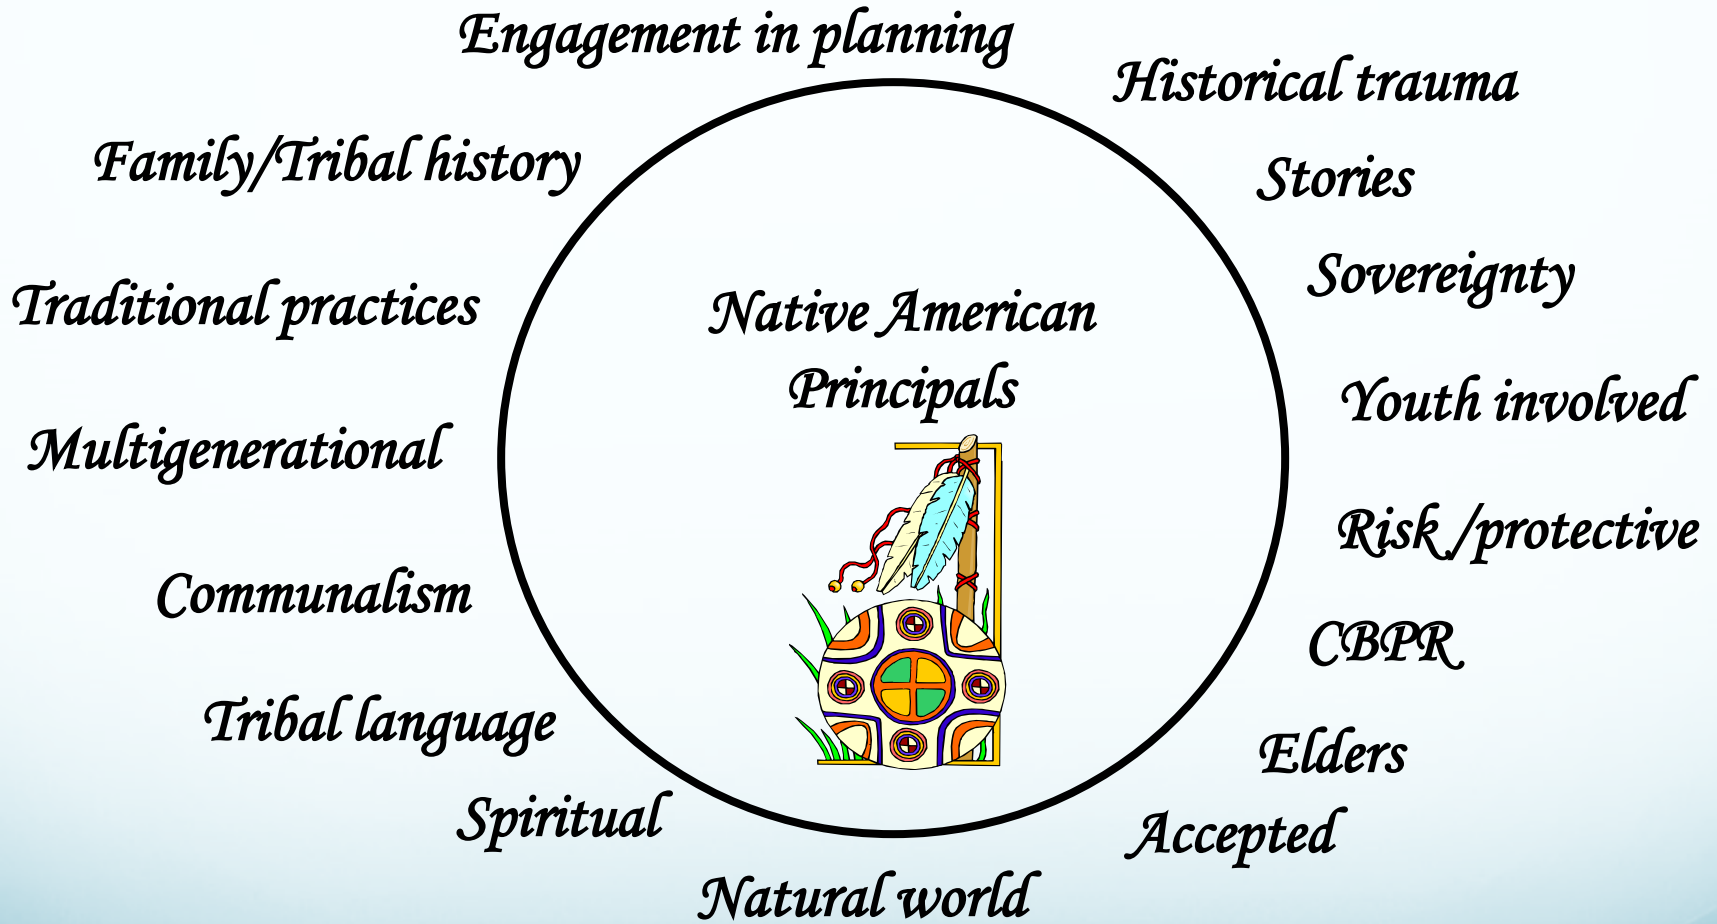 Engagement in planning
Historical trauma
Family/Tribal history
Stories
Sovereignty
Traditional practices
Native American
Principals
Youth involved
Multigenerational
Risk/protective
Communalism
CBPR
Tribal language
Elders
Spiritual
Accepted
Natural world